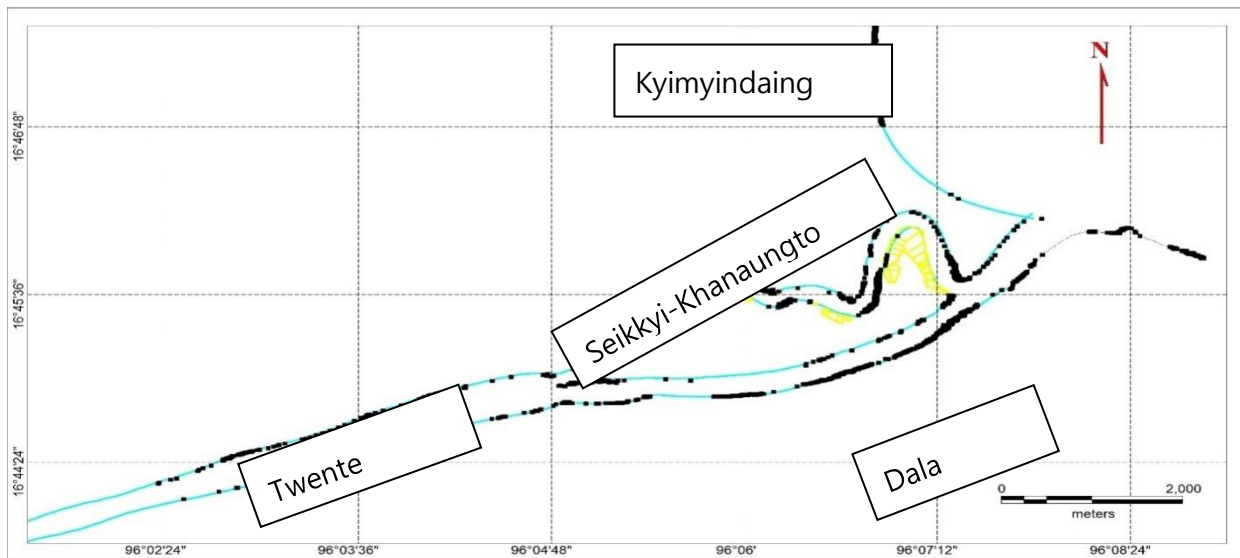 Kyimyindaing
N
16°46'48"
Seikkyi-Khanaungto
16°45'36"
Twente
Dala
16°44'24"
0 2,000
meters
96°02'24" 96°03'36" 96°04'48" 96°06' 96°07'12" 96°08'24"